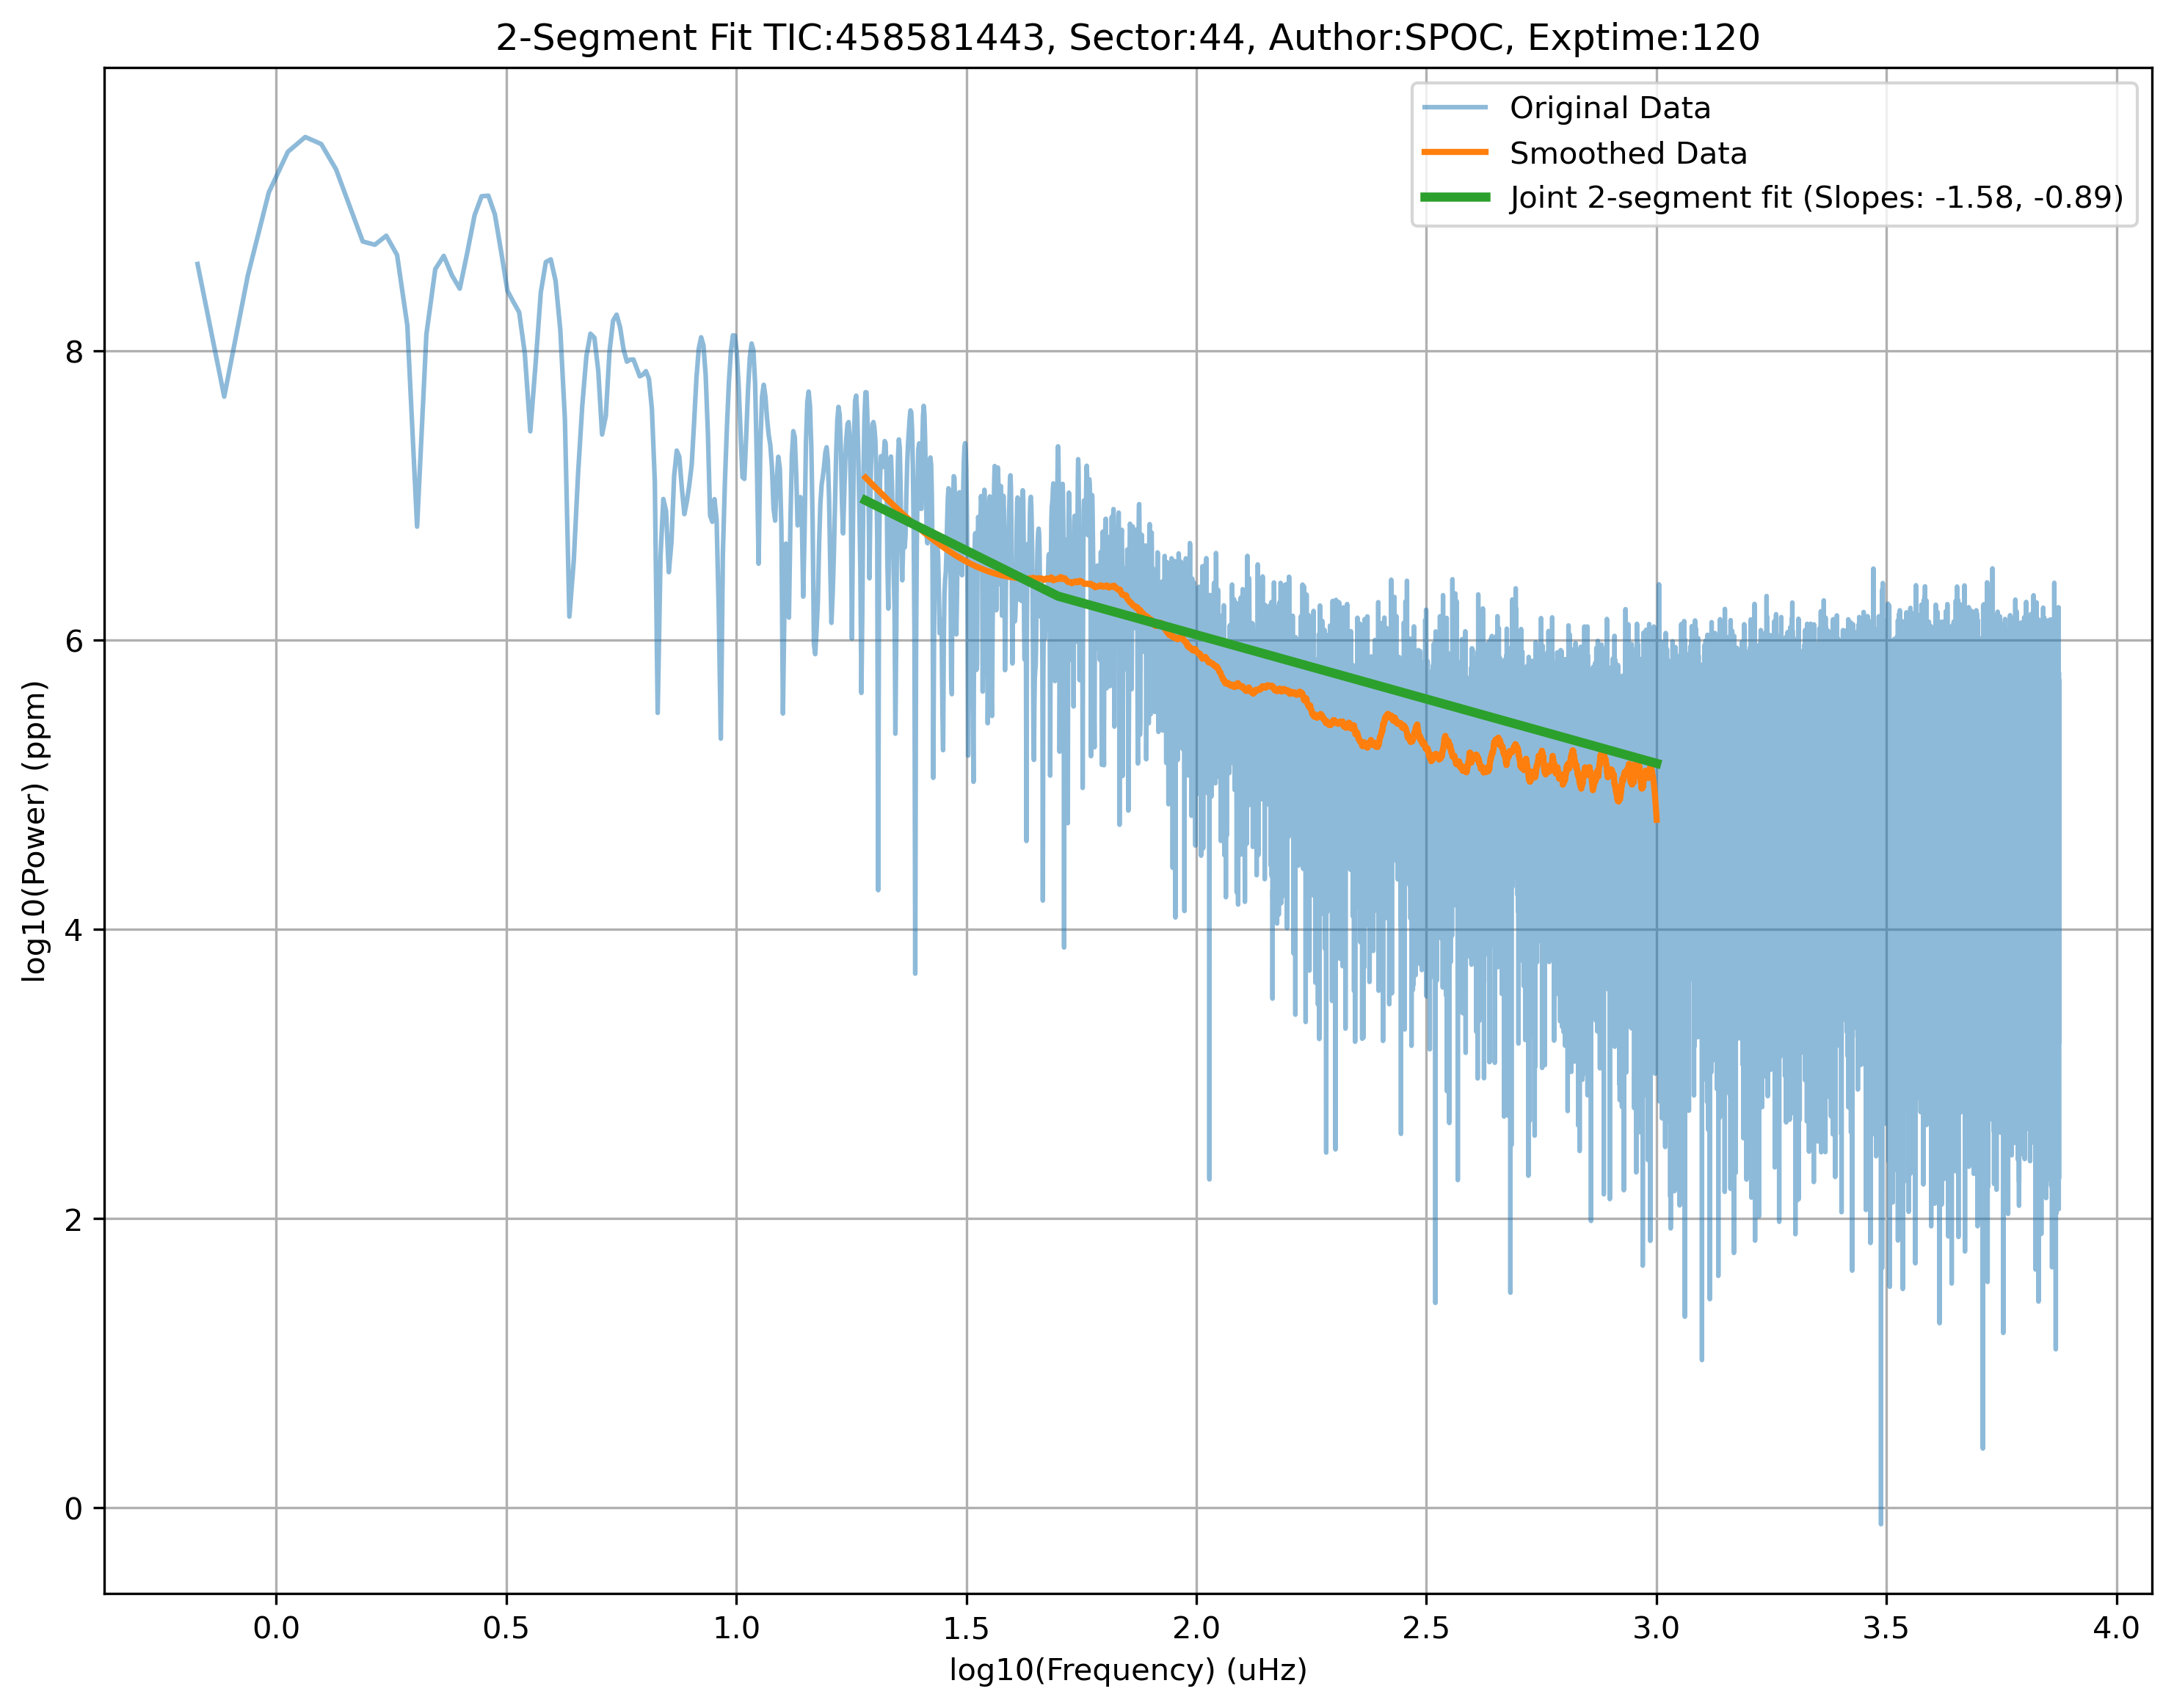 2-Segment Fit TIC:458581443, Sector:44, Author:SPOC, Exptime:120
Original Data
Smoothed Data
Joint 2-segment fit (Slopes: -1.58, -0.89)
log10(Power) (ppm)
8
6
4
2
0
0.0 0.5 1.0 1.5 2.0 2.5 3.0 3.5 4.0
log10(Frequency) (uHz)